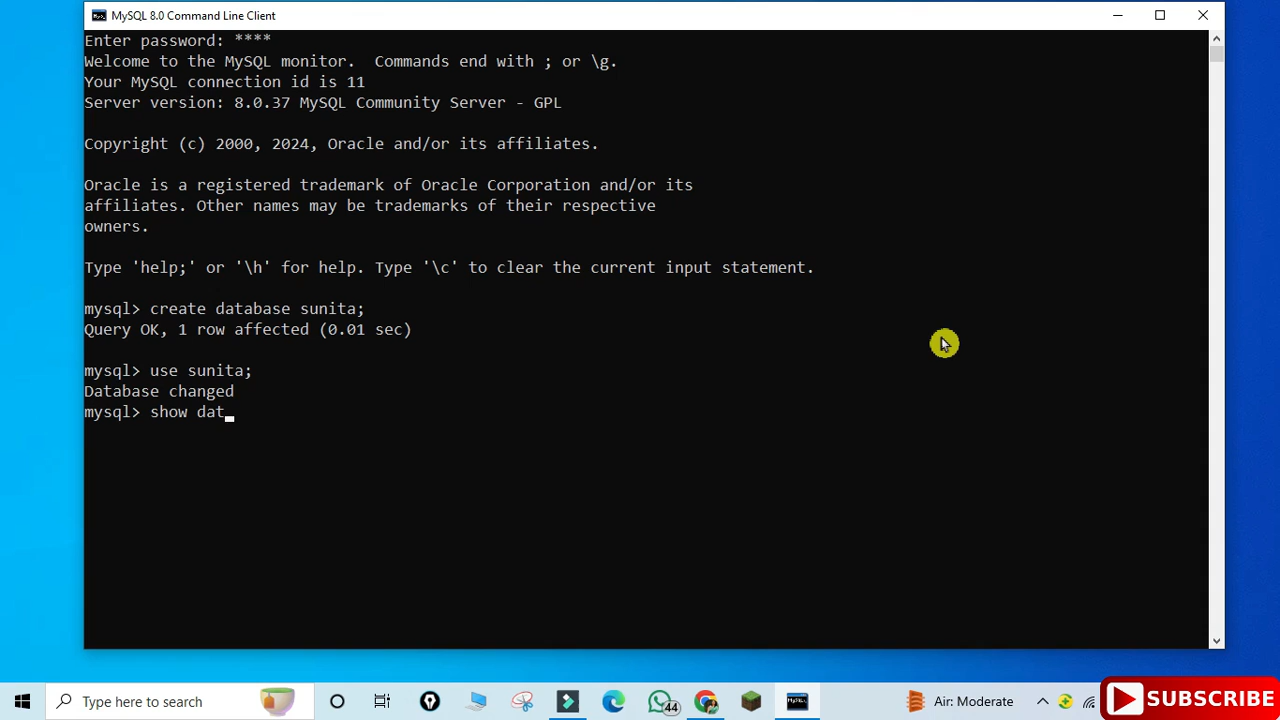 MySQL 8.0 Command Line Client
Enter password: ****
Welcome to the MySQL monitor.  Commands end with ; or \g.
Your MySQL connection id is 11
Server version: 8.0.37 MySQL Community Server - GPL
Copyright (c) 2000, 2024, Oracle and/or its affiliates.
Oracle is a registered trademark of Oracle Corporation and/or its
affiliates. Other names may be trademarks of their respective
owners.
Type 'help;' or '\h' for help. Type '\c' to clear the current input statement.
mysql> create database sunita;
Query OK, 1 row affected (0.01 sec)
mysql> use sunita;
Database changed
mysql> show dat_
Type here to search
44
Air: Moderate
SUBSCRIBE